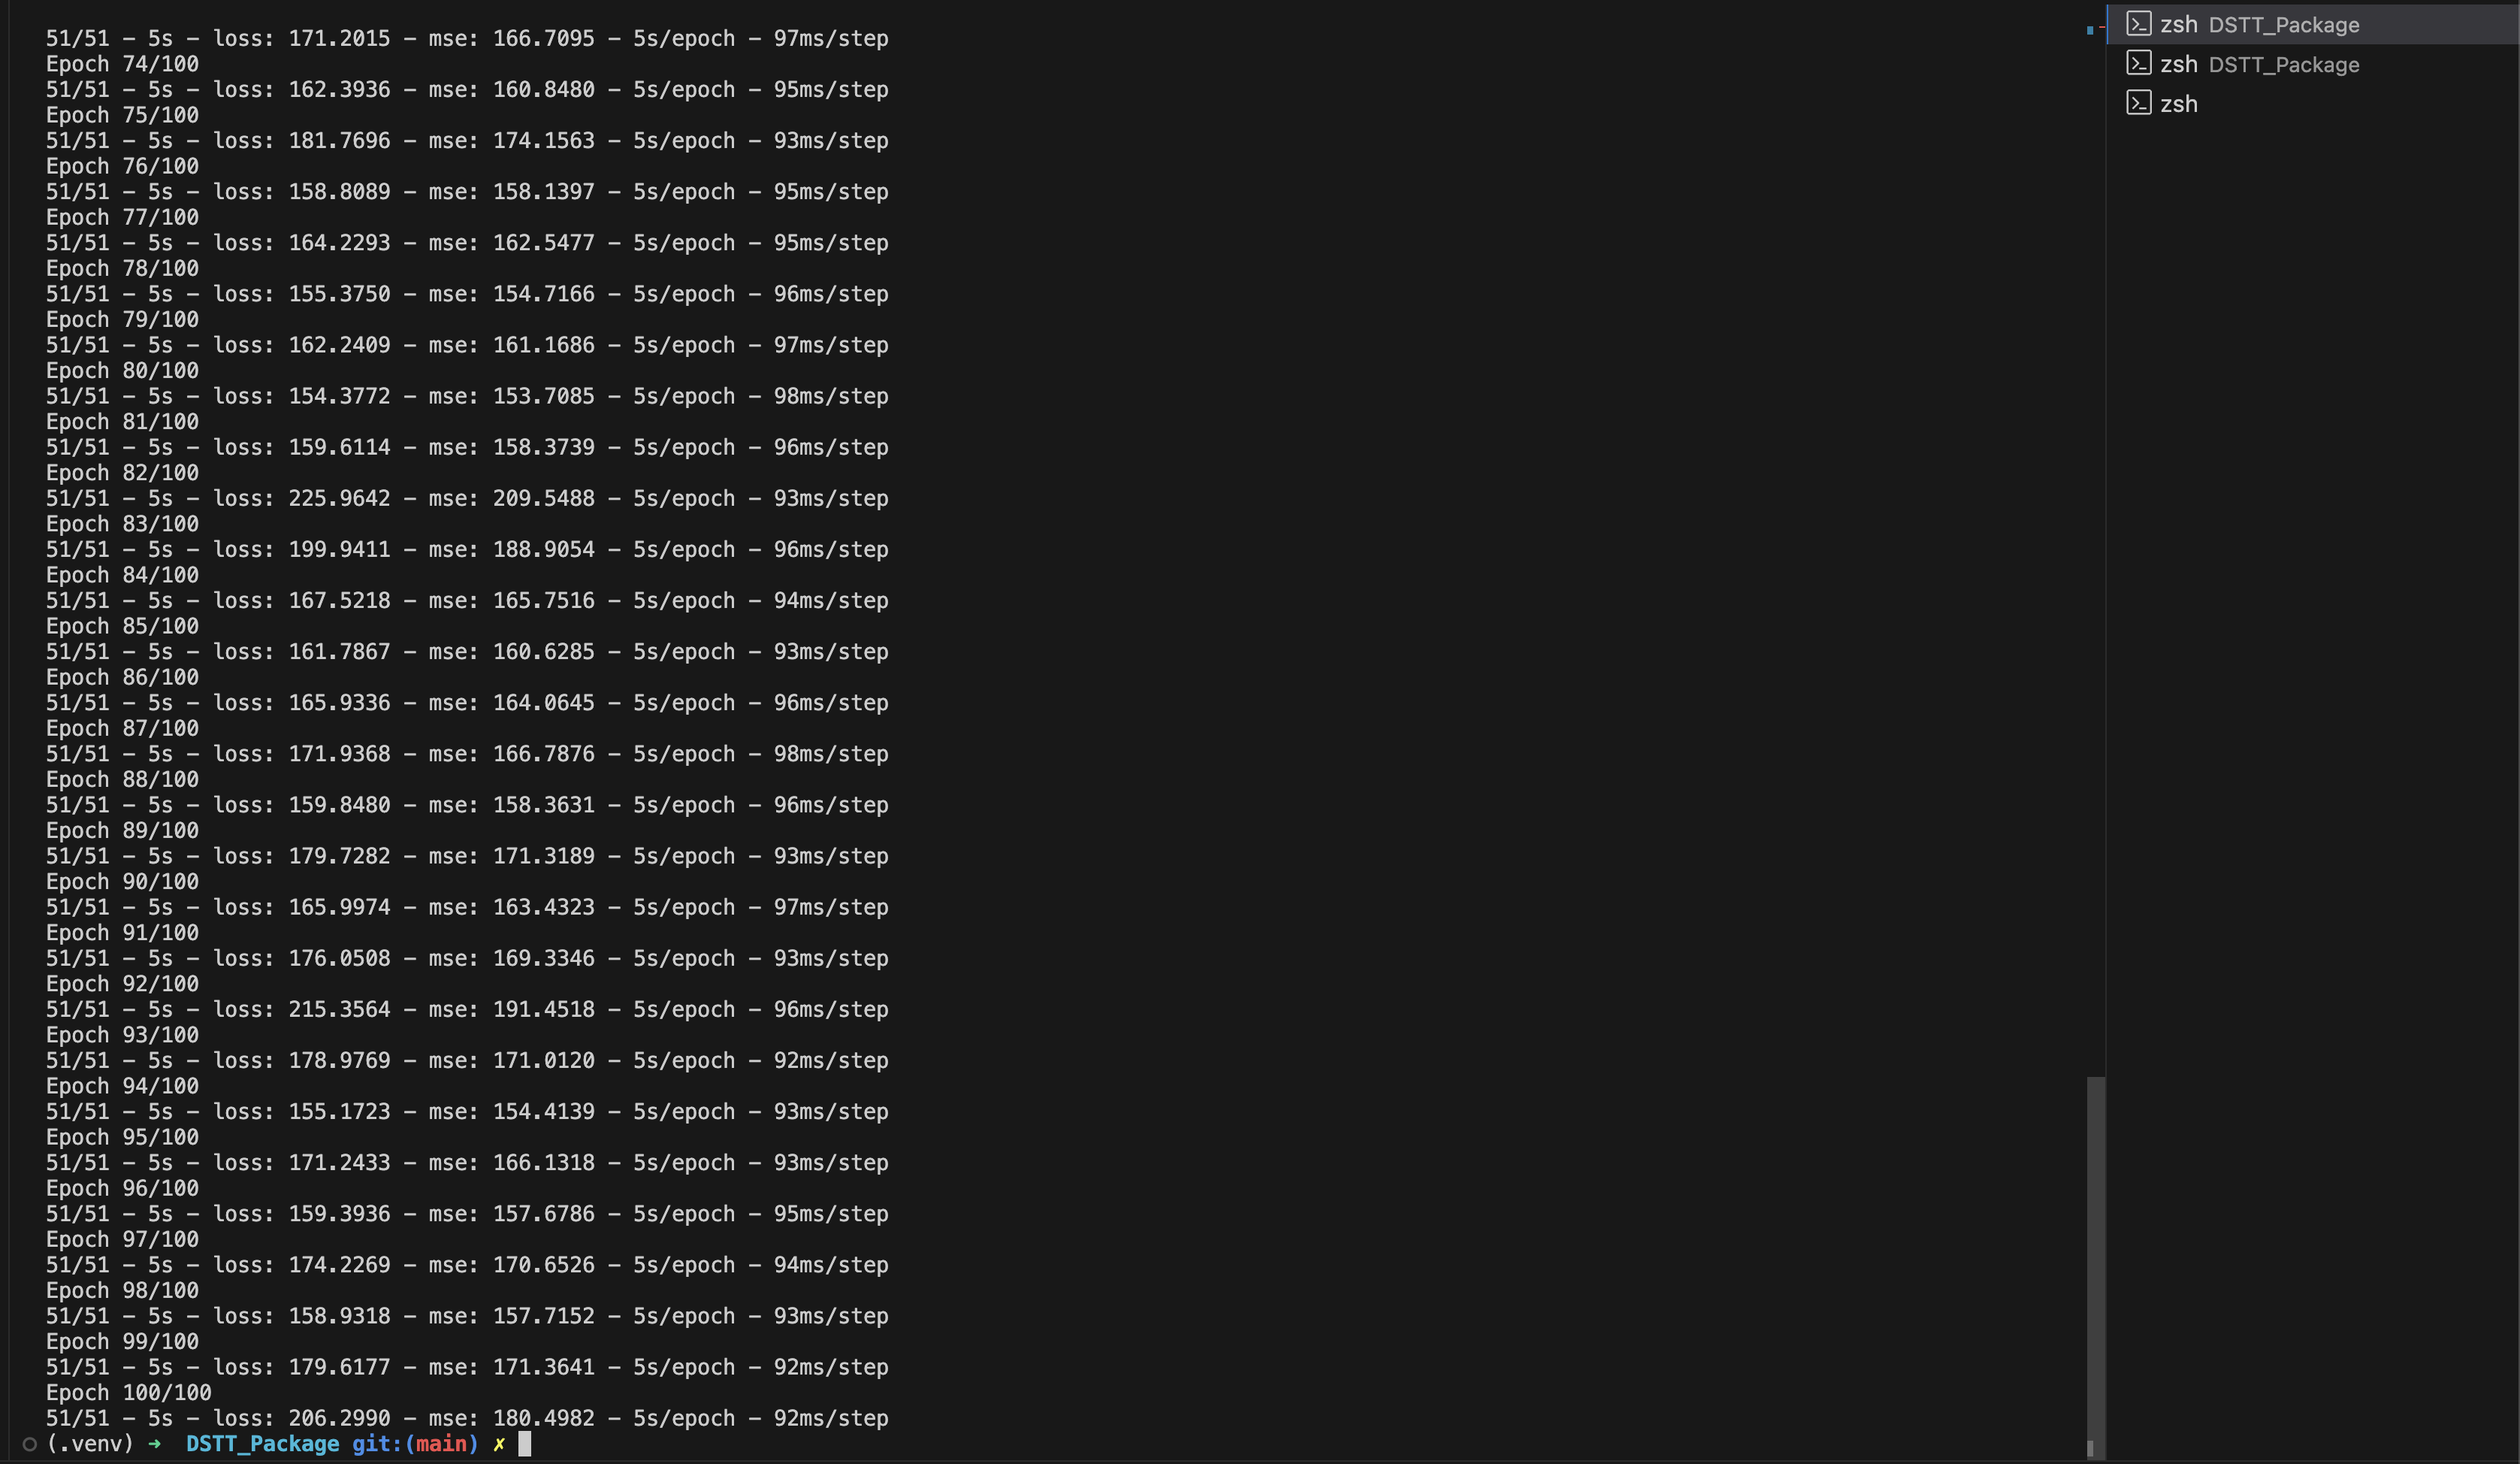 51/51 - 5s - loss: 171.2015 - mse: 166.7095 - 5s/epoch - 97ms/step
Epoch 74/100
51/51 - 5s - loss: 162.3936 - mse: 160.8480 - 5s/epoch - 95ms/step
Epoch 75/100
51/51 - 5s - loss: 181.7696 - mse: 174.1563 - 5s/epoch - 93ms/step
Epoch 76/100
51/51 - 5s - loss: 158.8089 - mse: 158.1397 - 5s/epoch - 95ms/step
Epoch 77/100
51/51 - 5s - loss: 164.2293 - mse: 162.5477 - 5s/epoch - 95ms/step
Epoch 78/100
51/51 - 5s - loss: 155.3750 - mse: 154.7166 - 5s/epoch - 96ms/step
Epoch 79/100
51/51 - 5s - loss: 162.2409 - mse: 161.1686 - 5s/epoch - 97ms/step
Epoch 80/100
51/51 - 5s - loss: 154.3772 - mse: 153.7085 - 5s/epoch - 98ms/step
Epoch 81/100
51/51 - 5s - loss: 159.6114 - mse: 158.3739 - 5s/epoch - 96ms/step
Epoch 82/100
51/51 - 5s - loss: 225.9642 - mse: 209.5488 - 5s/epoch - 93ms/step
Epoch 83/100
51/51 - 5s - loss: 199.9411 - mse: 188.9054 - 5s/epoch - 96ms/step
Epoch 84/100
51/51 - 5s - loss: 167.5218 - mse: 165.7516 - 5s/epoch - 94ms/step
Epoch 85/100
51/51 - 5s - loss: 161.7867 - mse: 160.6285 - 5s/epoch - 93ms/step
Epoch 86/100
51/51 - 5s - loss: 165.9336 - mse: 164.0645 - 5s/epoch - 96ms/step
Epoch 87/100
51/51 - 5s - loss: 171.9368 - mse: 166.7876 - 5s/epoch - 98ms/step
Epoch 88/100
51/51 - 5s - loss: 159.8480 - mse: 158.3631 - 5s/epoch - 96ms/step
Epoch 89/100
51/51 - 5s - loss: 179.7282 - mse: 171.3189 - 5s/epoch - 93ms/step
Epoch 90/100
51/51 - 5s - loss: 165.9974 - mse: 163.4323 - 5s/epoch - 97ms/step
Epoch 91/100
51/51 - 5s - loss: 176.0508 - mse: 169.3346 - 5s/epoch - 93ms/step
Epoch 92/100
51/51 - 5s - loss: 215.3564 - mse: 191.4518 - 5s/epoch - 96ms/step
Epoch 93/100
51/51 - 5s - loss: 178.9769 - mse: 171.0120 - 5s/epoch - 92ms/step
Epoch 94/100
51/51 - 5s - loss: 155.1723 - mse: 154.4139 - 5s/epoch - 93ms/step
Epoch 95/100
51/51 - 5s - loss: 171.2433 - mse: 166.1318 - 5s/epoch - 93ms/step
Epoch 96/100
51/51 - 5s - loss: 159.3936 - mse: 157.6786 - 5s/epoch - 95ms/step
Epoch 97/100
51/51 - 5s - loss: 174.2269 - mse: 170.6526 - 5s/epoch - 94ms/step
Epoch 98/100
51/51 - 5s - loss: 158.9318 - mse: 157.7152 - 5s/epoch - 93ms/step
Epoch 99/100
51/51 - 5s - loss: 179.6177 - mse: 171.3641 - 5s/epoch - 92ms/step
Epoch 100/100
51/51 - 5s - loss: 206.2990 - mse: 180.4982 - 5s/epoch - 92ms/step
(.venv) → DSTT_Package git:(main) ✗
zsh DSTT_Package
zsh DSTT_Package
zsh